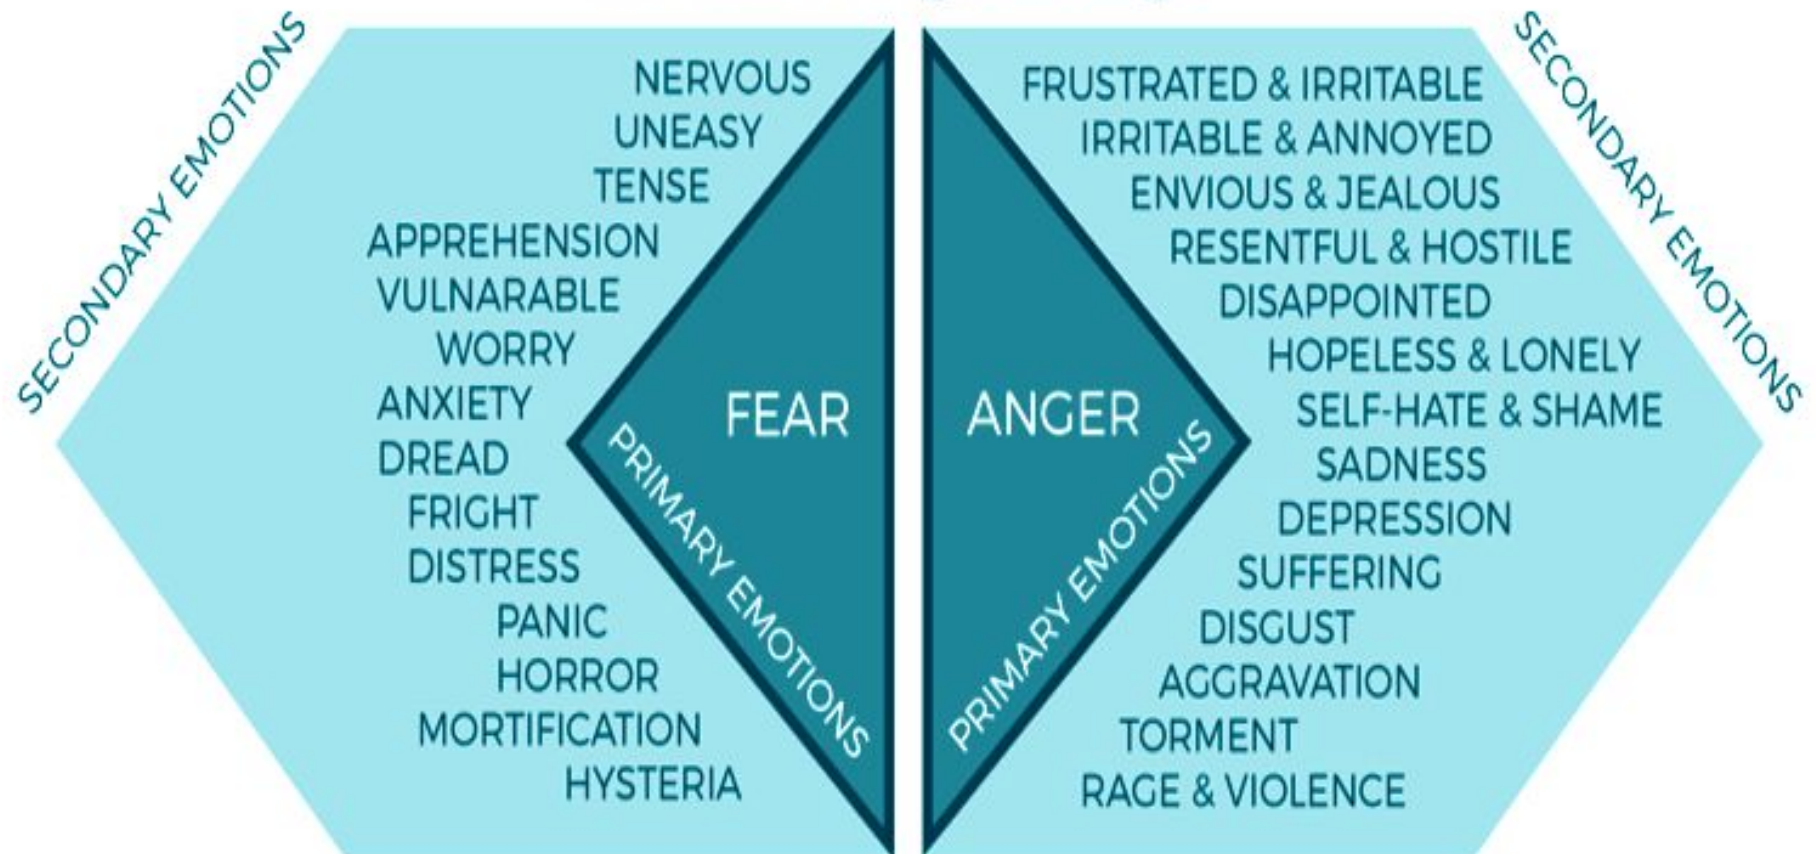 SECONDARY EMOTIONS
NERVOUS
UNEASY
TENSE
APPREHENSION
VULNARABLE
WORRY
ANXIETY
DREAD
FRIGHT
DISTRESS
PANIC
HORROR
MORTIFICATION
HYSTERIA
FEAR
PRIMARY EMOTIONS
ANGER
PRIMARY EMOTIONS
FRUSTRATED & IRRITABLE
IRRITABLE & ANNOYED
ENVIOUS & JEALOUS
RESENTFUL & HOSTILE
DISAPPOINTED
HOPELESS & LONELY
SELF-HATE & SHAME
SADNESS
DEPRESSION
SUFFERING
DISGUST
AGGRAVATION
TORMENT
RAGE & VIOLENCE
SECONDARY EMOTIONS